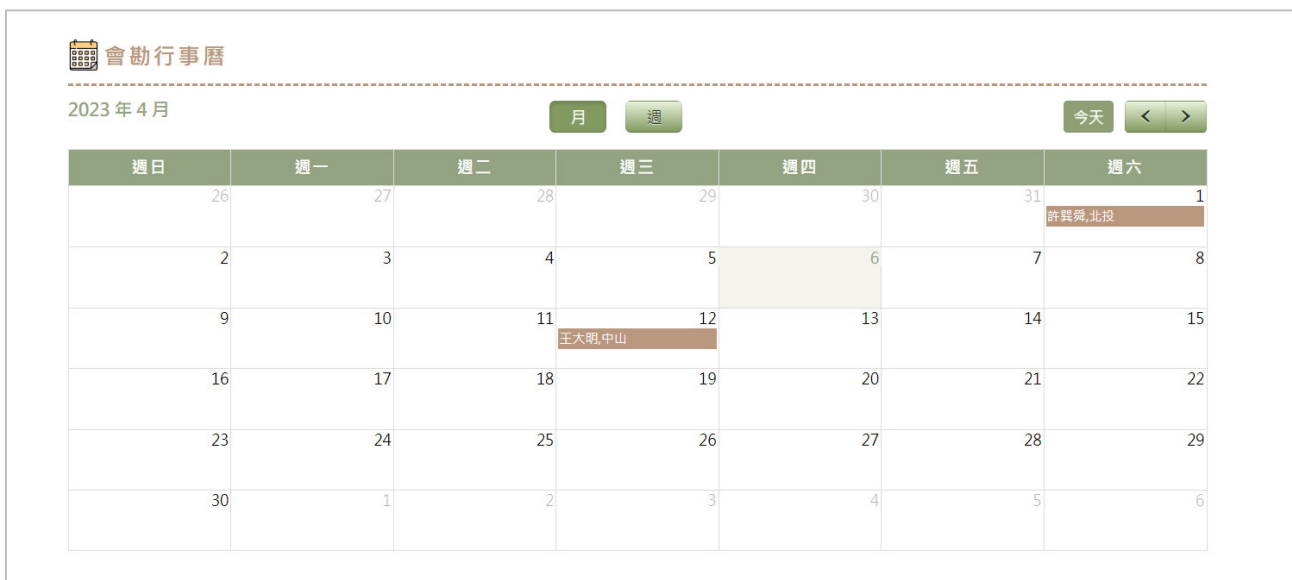 會勘行事曆
2023 年 4 月 月 週 今天 < >
週日 週一 週二 週三 週四 週五 週六
26 27 28 29 30 31 1
許巽舜,北投
2 3 4 5 6 7 8
9 10 11 12 13 14 15
王大明,中山
16 17 18 19 20 21 22
23 24 25 26 27 28 29
30 1 2 3 4 5 6